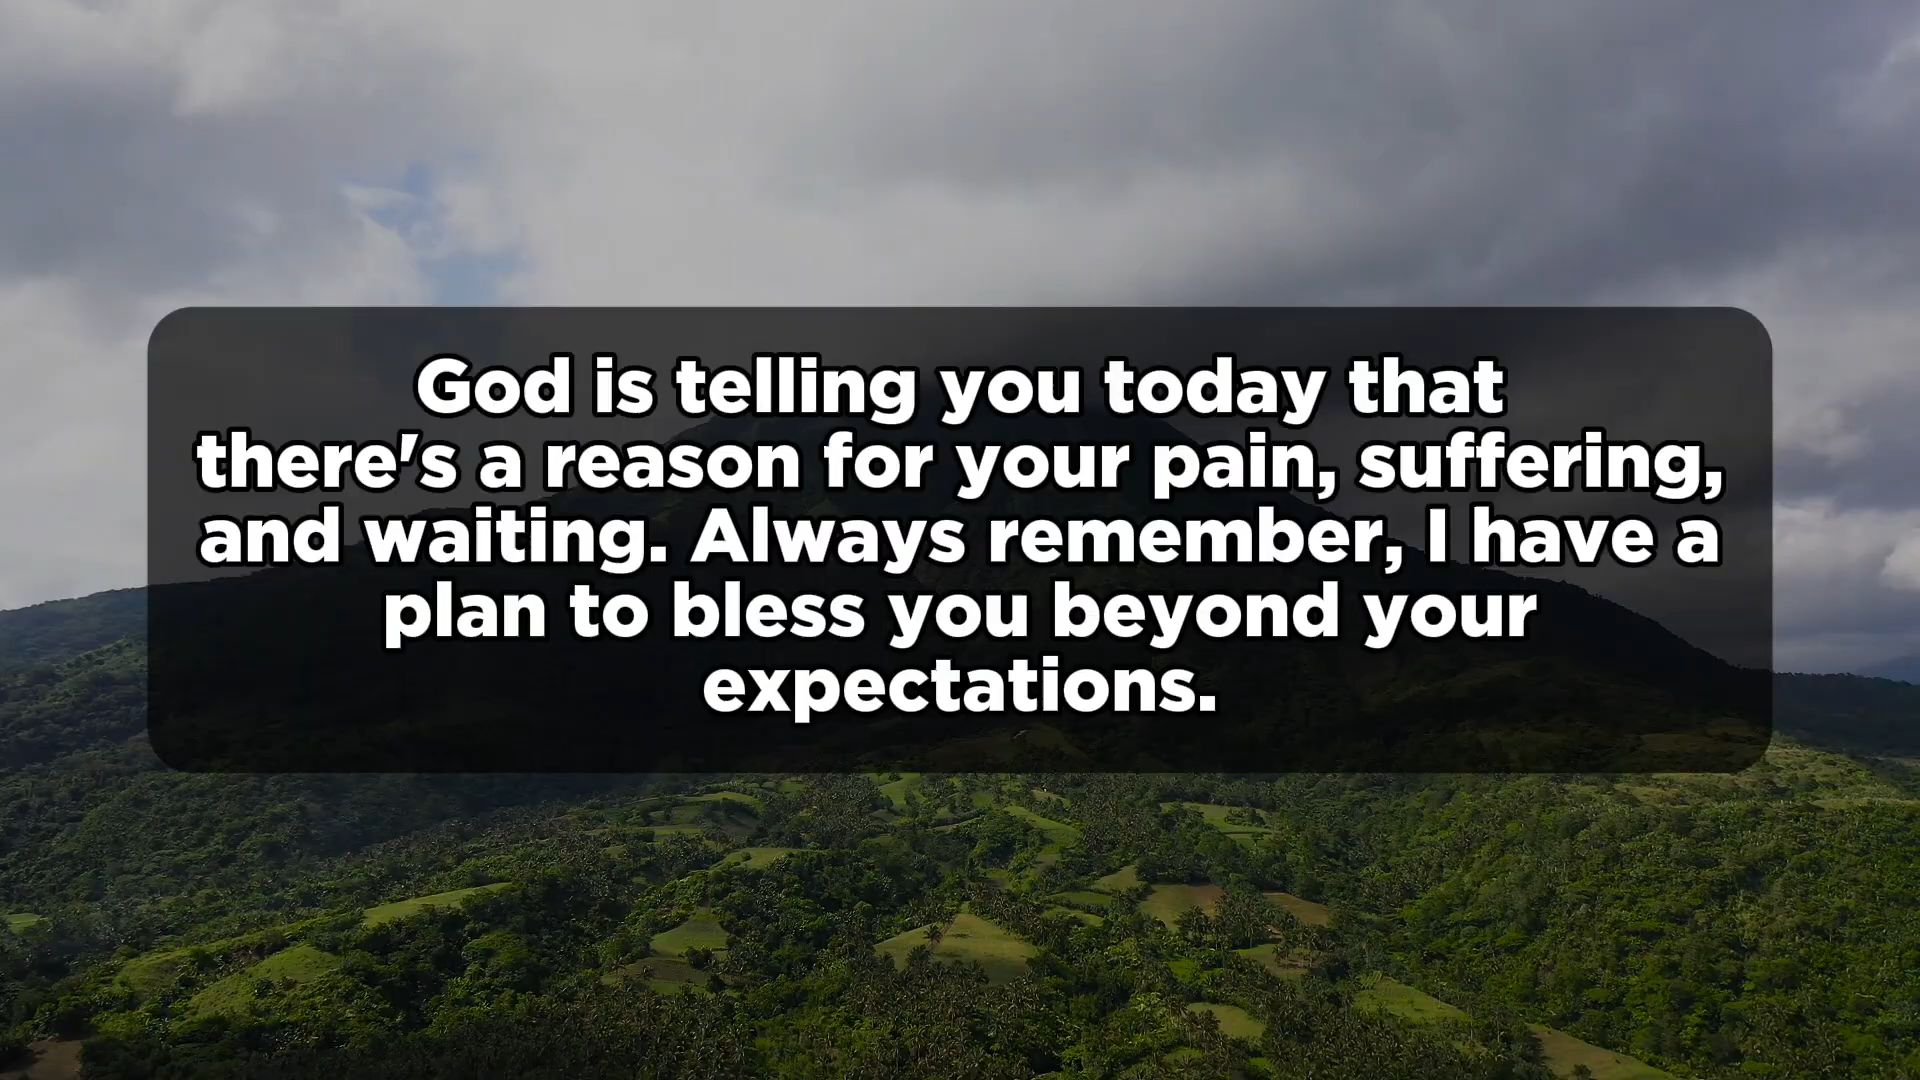 God is telling you today that
there's a reason for your pain, suffering,
and waiting. Always remember, I have a
plan to bless you beyond your
expectations.